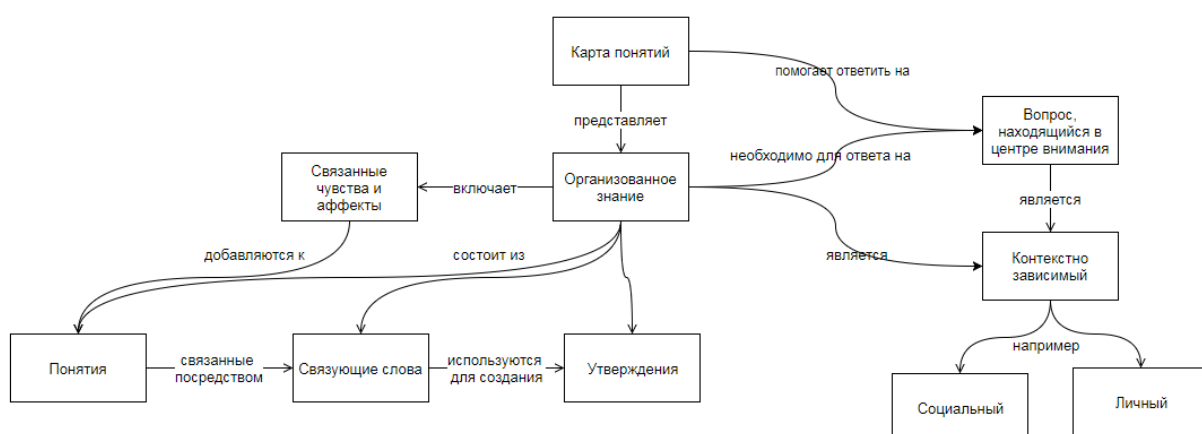 Карта понятий
помогает ответить на
представляет
Вопрос,
находящийся в
центре внимания
необходимо для ответа на
Связанные
чувства и
аффекты
включает
Организованное
знание
является
добавляются к
состоит из
является
Контекстно
зависимый
Понятия
связанные
посредством
Связующие слова
используются
для создания
Утверждения
например
Социальный
Личный